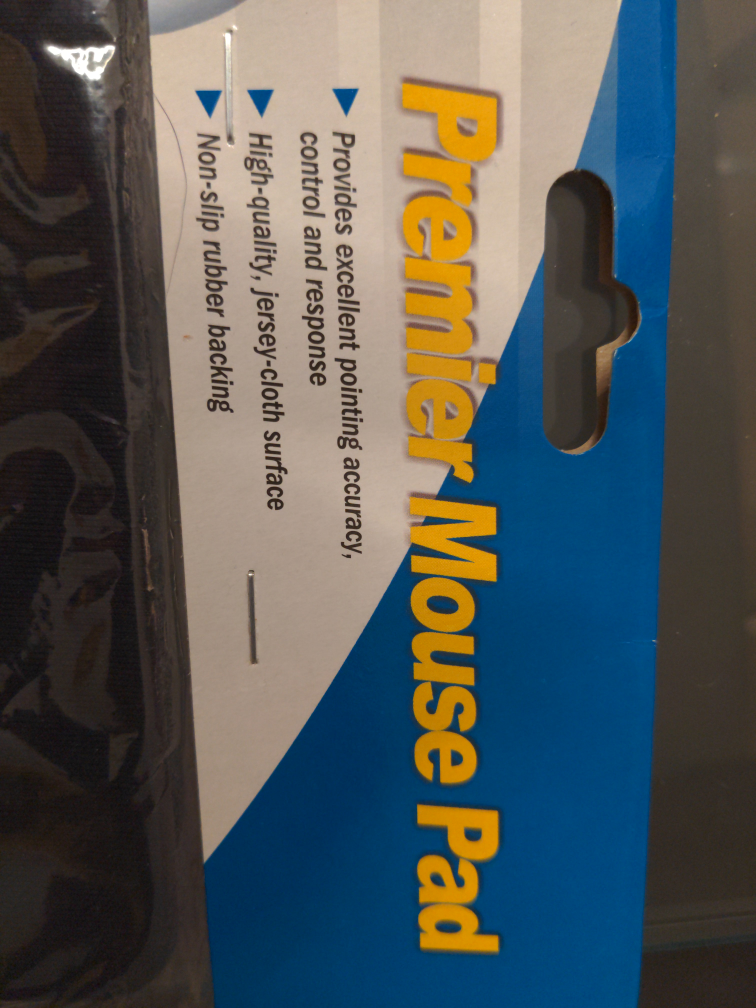 Premier Mouse Pad
Provides excellent pointing accuracy,
control and response
High-quality, jersey-cloth surface
Non-slip rubber backing